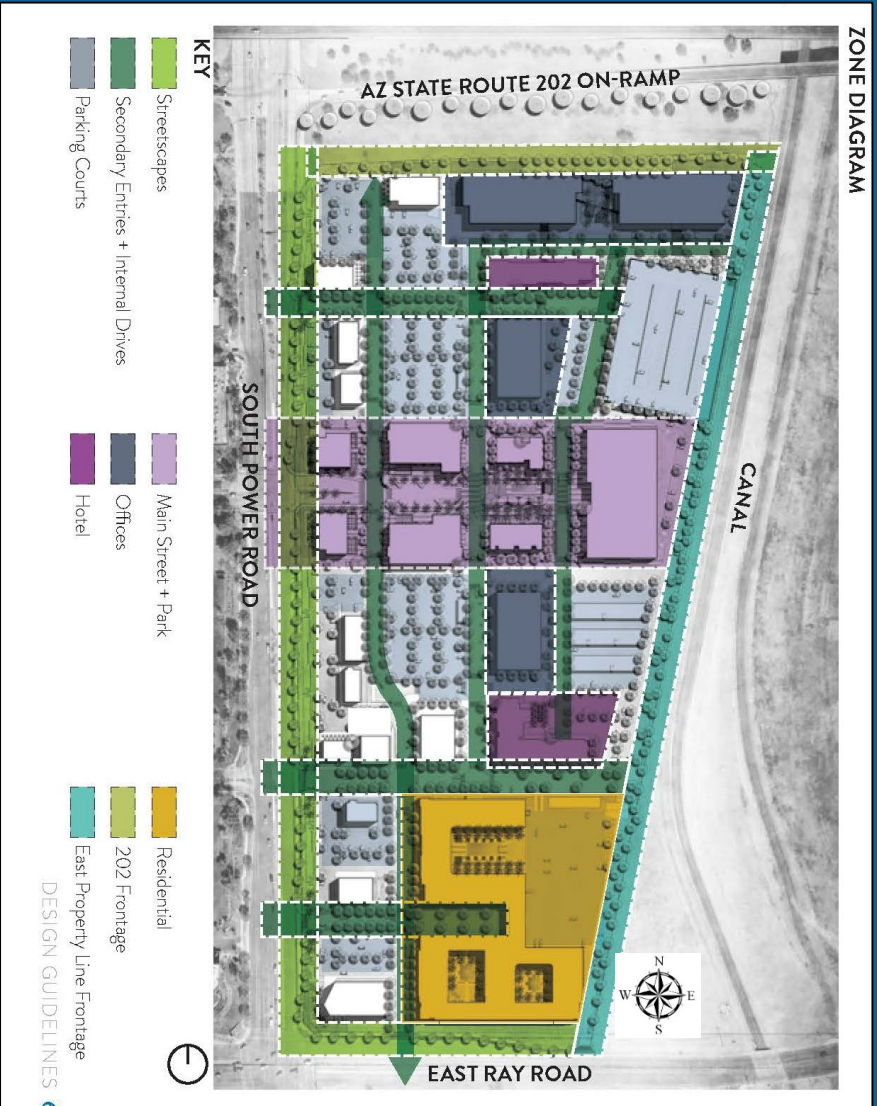 ZONE DIAGRAM
AZ STATE ROUTE 202 ON-RAMP
CANAL
SOUTH POWER ROAD
EAST RAY ROAD
N
W
E
S
KEY
Streetscapes
Secondary Entries + Internal Drives
Parking Courts
Main Street + Park
Offices
Hotel
Residential
202 Frontage
East Property Line Frontage
DESIGN GUIDELINES